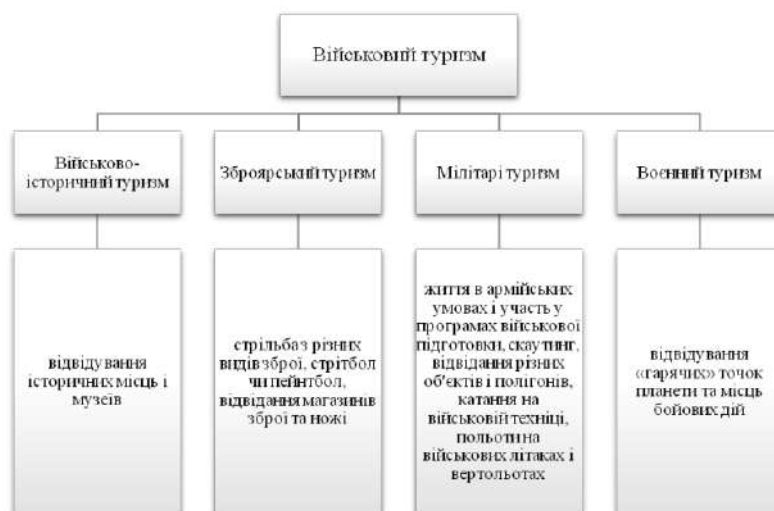 Військовий туризм
Військово-
історичний туризм
Зброярський туризм
Мілітарі туризм
Воєнний туризм
відвідування
історичних місць і
музеїв
стрільба з різних
видів зброї, стрітбол
чи пейнтбол,
відвідання магазинів
зброї та ножі
життя в армійських
умовах і участь у
програмах військової
підготовки, скаутинг,
відвідання різних
об'єктів і полігонів,
катання на
військовій техніці,
польоти на
військових літаках і
вертольотах
відвідування
«гарячих» точок
планети та місць
бойових дій